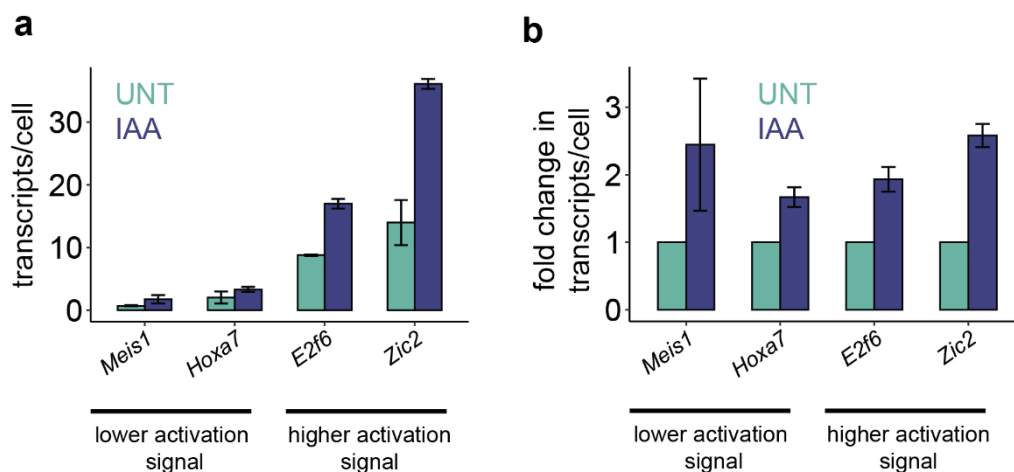 a
transcripts/cell
30
20
10
0
UNT
IAA
Meis1
Hoxa7
E2f6
Zic2
lower activation
signal
higher activation
signal
b
fold change in
transcripts/cell
3
2
1
0
UNT
IAA
Meis1
Hoxa7
E2f6
Zic2
lower activation
signal
higher activation
signal